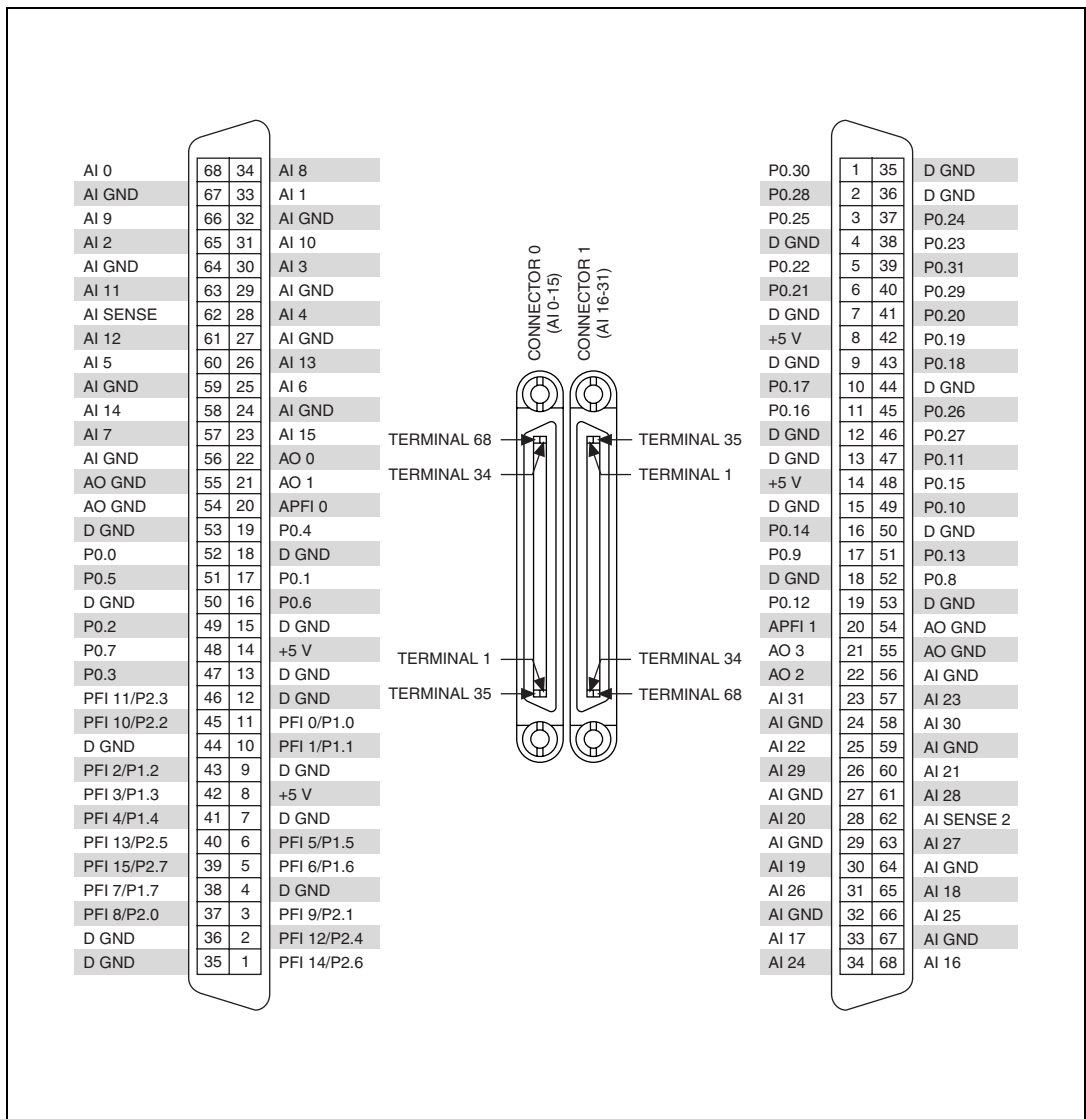 AI 0 68 34 AI 8
AI GND 67 33 AI 1
AI 9 66 32 AI GND
AI 2 65 31 AI 10
AI GND 64 30 AI 3
AI 11 63 29 AI GND
AI SENSE 62 28 AI 4
AI 12 61 27 AI GND
AI 5 60 26 AI 13
AI GND 59 25 AI 6
AI 14 58 24 AI GND
AI 7 57 23 AI 15
AI GND 56 22 AO 0
AO GND 55 21 AO 1
AO GND 54 20 APFI 0
D GND 53 19 P0.4
P0.0 52 18 D GND
P0.5 51 17 P0.1
D GND 50 16 P0.6
P0.2 49 15 D GND
P0.7 48 14 +5 V
P0.3 47 13 D GND
PFI 11/P2.3 46 12 D GND
PFI 10/P2.2 45 11 PFI 0/P1.0
D GND 44 10 PFI 1/P1.1
PFI 2/P1.2 43 9 D GND
PFI 3/P1.3 42 8 +5 V
PFI 4/P1.4 41 7 D GND
PFI 13/P2.5 40 6 PFI 5/P1.5
PFI 15/P2.7 39 5 PFI 6/P1.6
PFI 7/P1.7 38 4 D GND
PFI 8/P2.0 37 3 PFI 9/P2.1
D GND 36 2 PFI 12/P2.4
D GND 35 1 PFI 14/P2.6
CONNECTOR 0
(AI 0-15)
CONNECTOR 1
(AI 16-31)
TERMINAL 68
TERMINAL 34
TERMINAL 35
TERMINAL 1
TERMINAL 1
TERMINAL 35
TERMINAL 34
TERMINAL 68
P0.30 1 35 D GND
P0.28 2 36 D GND
P0.25 3 37 P0.24
D GND 4 38 P0.23
P0.22 5 39 P0.31
P0.21 6 40 P0.29
D GND 7 41 P0.20
+5 V 8 42 P0.19
D GND 9 43 P0.18
P0.17 10 44 D GND
P0.16 11 45 P0.26
D GND 12 46 P0.27
D GND 13 47 P0.11
+5 V 14 48 P0.15
D GND 15 49 P0.10
P0.14 16 50 D GND
P0.9 17 51 P0.13
D GND 18 52 P0.8
P0.12 19 53 D GND
APFI 1 20 54 AO GND
AO 3 21 55 AO GND
AO 2 22 56 AI GND
AI 31 23 57 AI 23
AI GND 24 58 AI 30
AI 22 25 59 AI GND
AI 29 26 60 AI 21
AI GND 27 61 AI 28
AI 20 28 62 AI SENSE 2
AI GND 29 63 AI 27
AI 19 30 64 AI GND
AI 26 31 65 AI 18
AI GND 32 66 AI 25
AI 17 33 67 AI GND
AI 24 34 68 AI 16